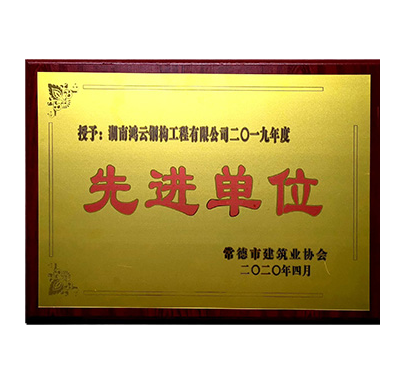 授予：湖南鸿云钢构工程有限公司二〇一九年度
先进单位
常德市建筑业协会
二〇二〇年四月